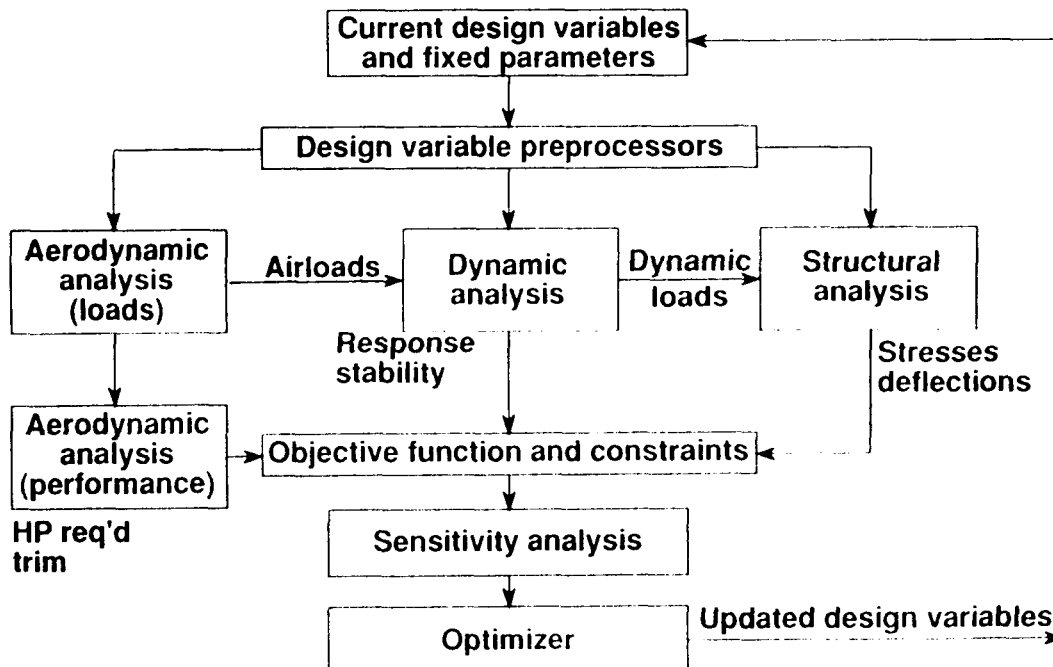 Current design variables
and fixed parameters
Design variable preprocessors
Aerodynamic
analysis
(loads)
Airloads
Dynamic
analysis
Dynamic
loads
Structural
analysis
Response
stability
Stresses
deflections
Aerodynamic
analysis
(performance)
Objective function and constraints
HP req'd
trim
Sensitivity analysis
Optimizer
Updated design variables